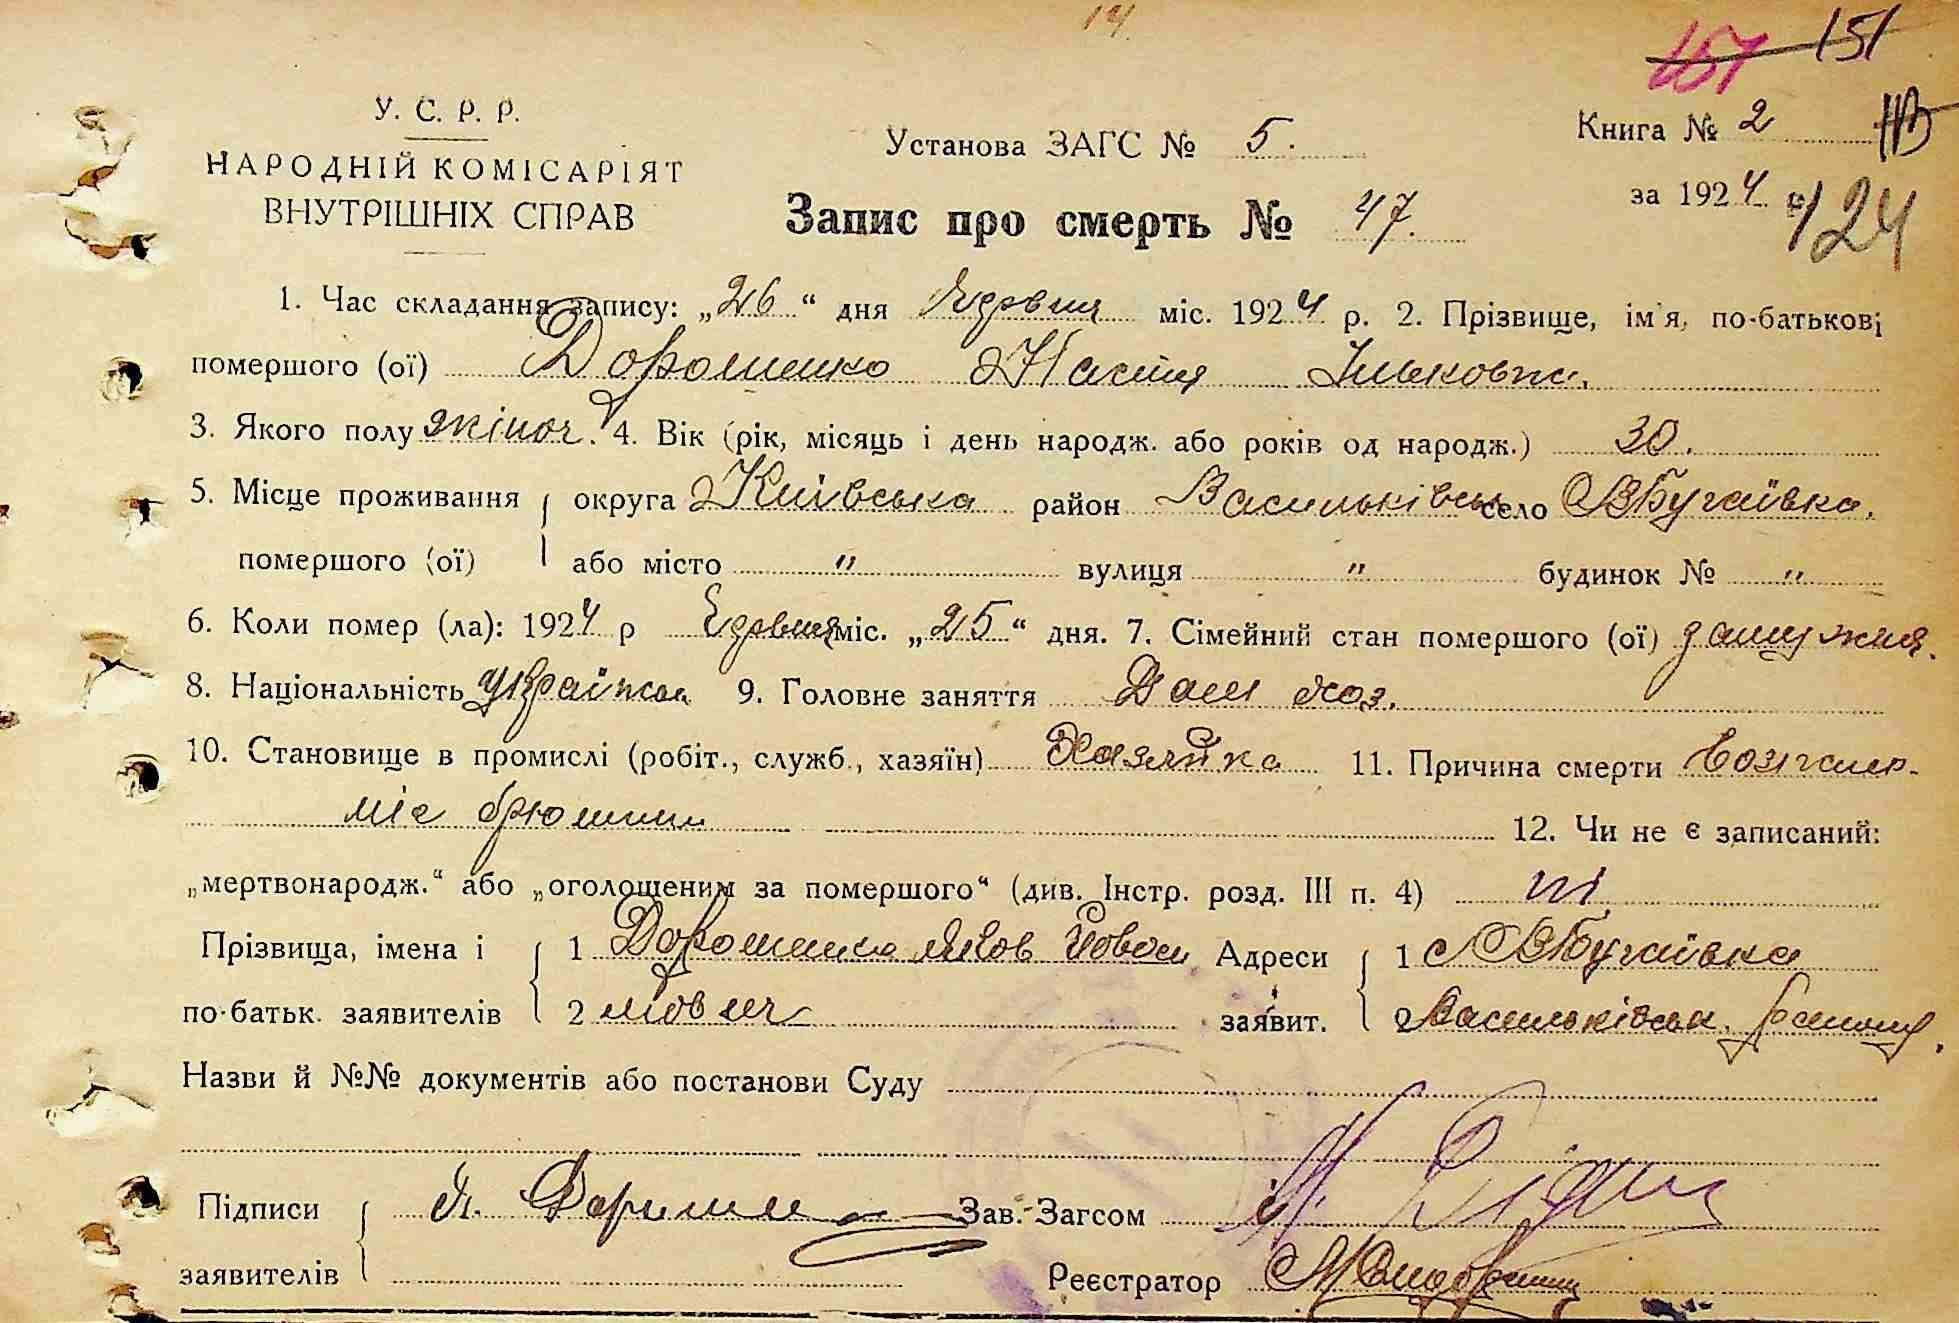 14.
151 151
У. С. Р. Р.
НАРОДНІЙ КОМІСАРІЯТ
ВНУТРІШНІХ СПРАВ
Установа ЗАГС № 5.
Книга № 2
за 1924 р
124
Запис про смерть № 47.
1. Час складання запису: „26“ дня Червня міс. 1924 р. 2. Прізвище, ім'я, по-батькові
помершого (ої) Дорошенко Настя Ільковна.
3. Якого полу жіноч. 4. Вік (рік, місяць і день народж. або років од народж.) 30.
5. Місце проживання округа Київська район Васильківськ село В Бугаївка.
помершого (ої) або місто " вулиця " будинок № "
6. Коли помер (ла): 1924 р Червня міс. „25“ дня. 7. Сімейний стан помершого (ої) замужня.
8. Національність українка 9. Головне заняття Дом хоз.
10. Становище в промислі (робіт., служб., хазяїн) Хазяйка 11. Причина смерти
брюшини 12. Чи не є записаний:
„мертвонародж.“ або „оголошеним за помершого“ (див. Інстр. розд. III п. 4) ні
Прізвища, імена і 1 Дорошенко Яков Адреси 1 с В Бугаївка
по-батьк. заявителів 2 заявит. 2 Васильківськ. району.
Назви й №№ документів або постанови Суду
Підписи Я. Зав.-Загсом
заявителів Реєстратор